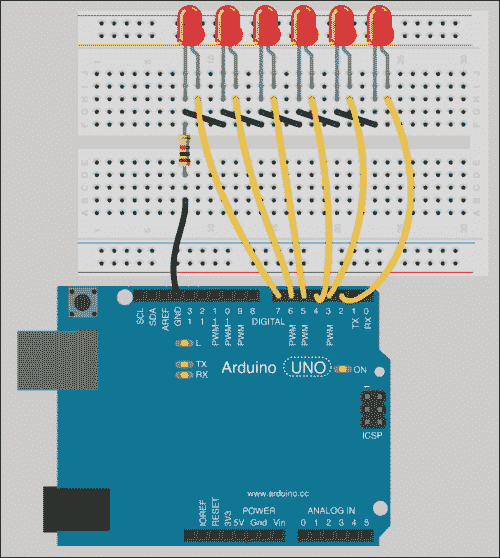 SCL
SDA
AREF
GND
13
12
PWM 11
PWM 10
PWM 9
8
7
PWM 6
PWM 5
4
PWM 3
2
TX 1
RX 0
DIGITAL
L
TX
RX
Arduino UNO
ON
ICSP
www.arduino.cc
POWER
ANALOG IN
IOREF
RESET
3V3
5V Gnd Vin
0 1 2 3 4 5